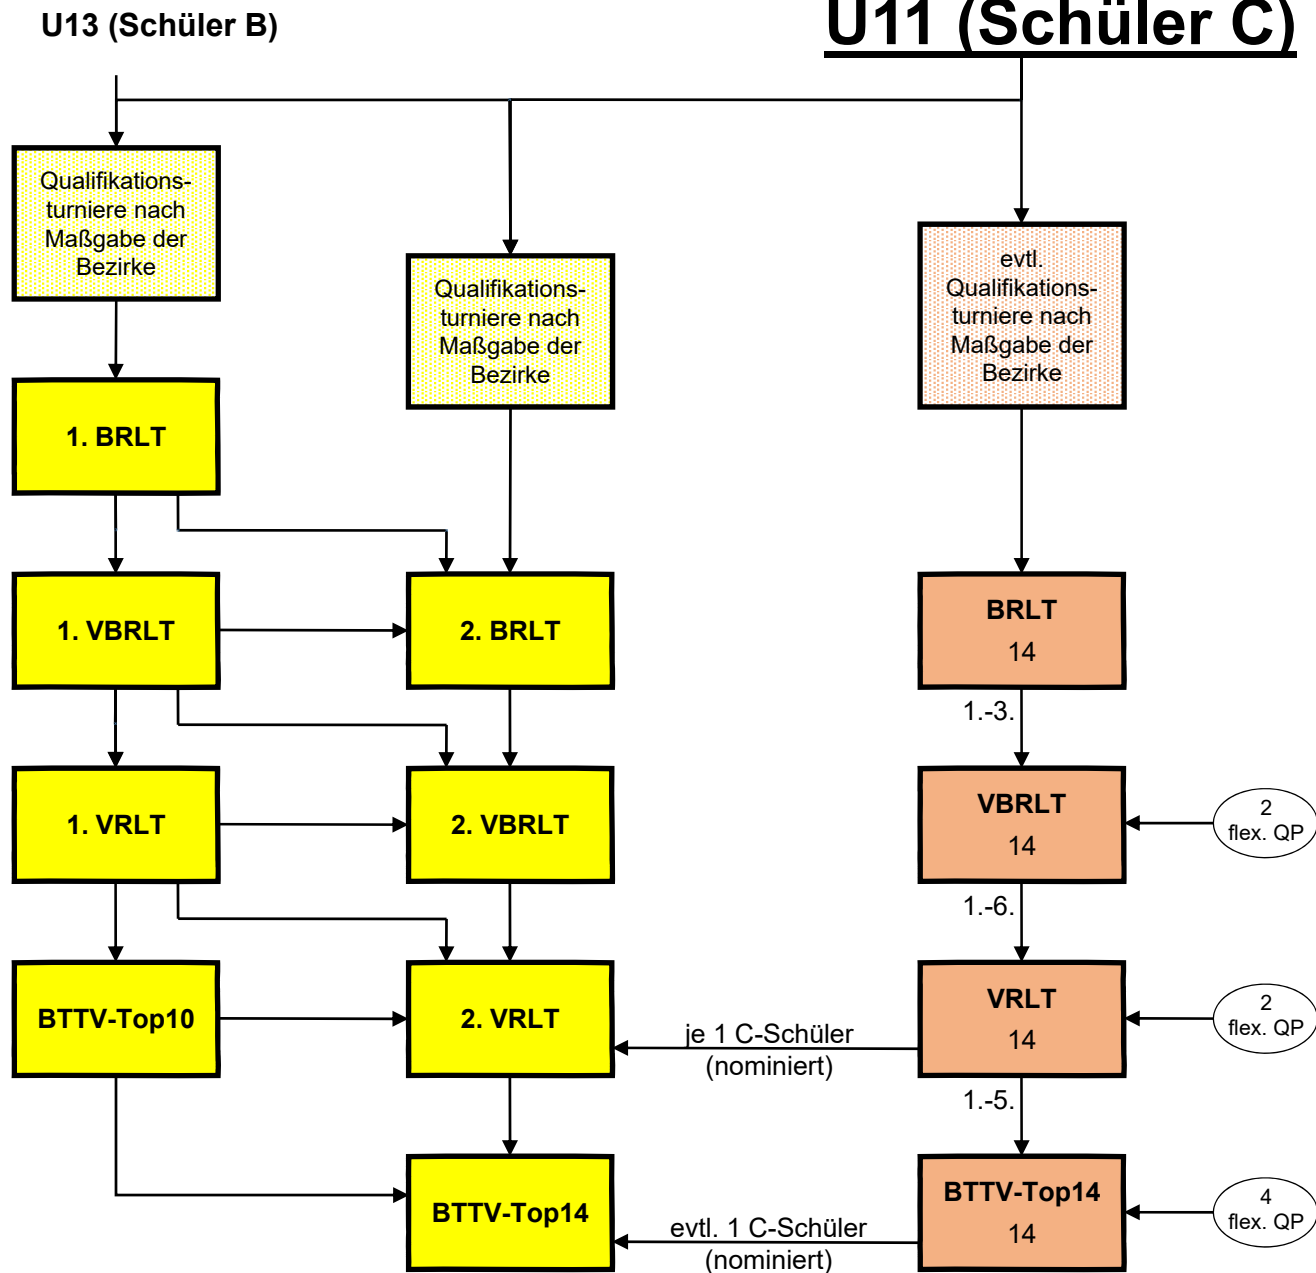 U13 (Schüler B)
U11 (Schüler C)
Qualifikations-
turniere nach
Maßgabe der
Bezirke
Qualifikations-
turniere nach
Maßgabe der
Bezirke
evtl.
Qualifikations-
turniere nach
Maßgabe der
Bezirke
1. BRLT
1. VBRLT
2. BRLT
BRLT
14
1.-3.
1. VRLT
2. VBRLT
VBRLT
14
2
flex. QP
1.-6.
BTTV-Top10
2. VRLT
je 1 C-Schüler
(nominiert)
VRLT
14
2
flex. QP
1.-5.
BTTV-Top14
evtl. 1 C-Schüler
(nominiert)
BTTV-Top14
14
4
flex. QP